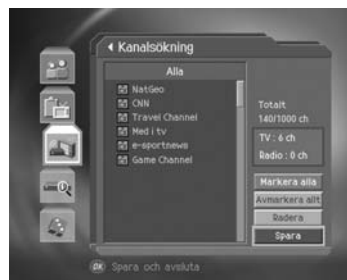 Kanalsökning
Alla
NatGeo
CNN
Travel Channel
Med i tv
e-sportnews
Game Channel
Totalt
140/1000 ch
TV : 6 ch
Radio : 0 ch
Markera alla
Avmarkera allt
Radera
Spara
OK Spara och avsluta